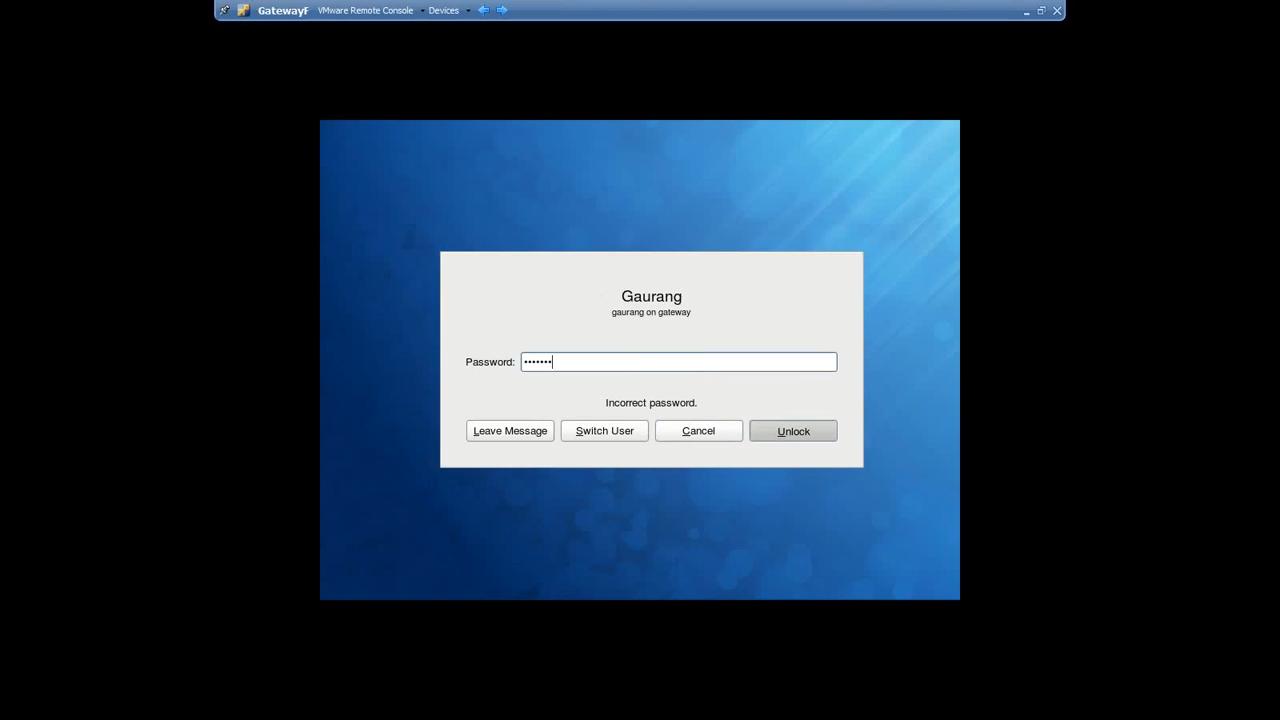 GatewayF VMware Remote Console Devices
Gaurang
gaurang on gateway
Password: •••••••
Incorrect password.
Leave Message Switch User Cancel Unlock